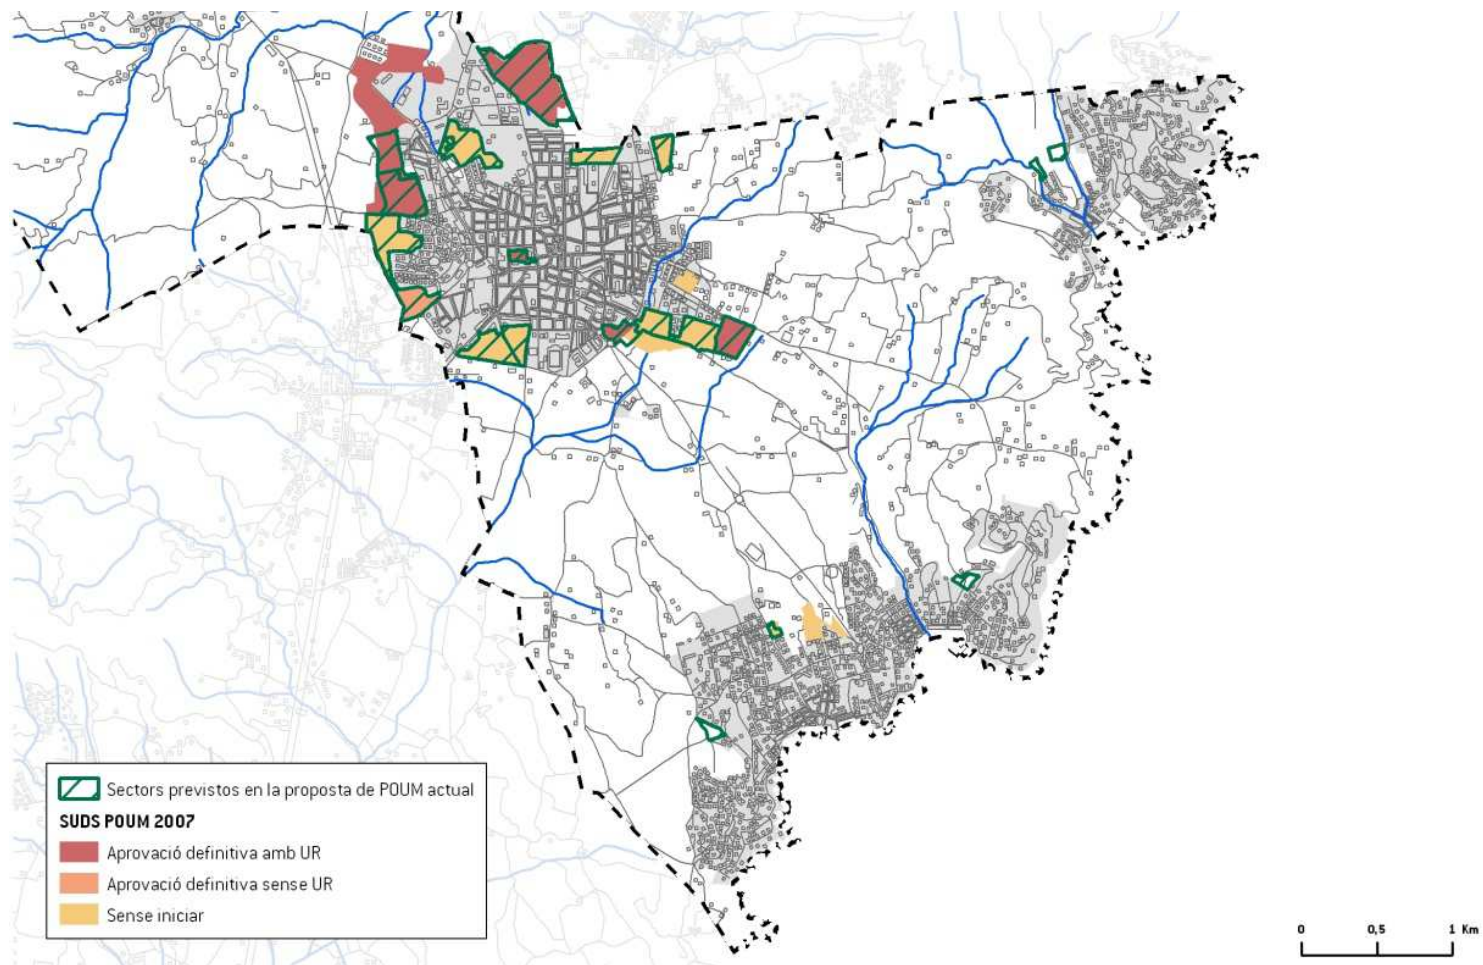 Sectors previstos en la proposta de POUM actual
SUDS POUM 2007
Aprovació definitiva amb UR
Aprovació definitiva sense UR
Sense iniciar
0 0,5 1 Km